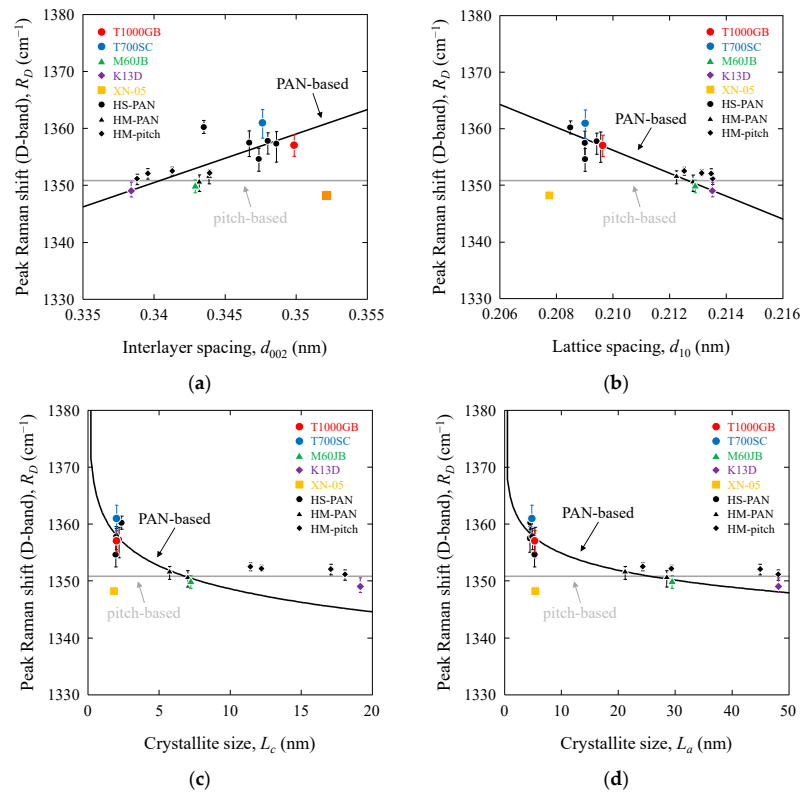 1380
1370
1360
1350
1340
1330
Peak Raman shift (D-band), R_D (cm⁻¹)
T1000GB
T700SC
M60JB
K13D
XN-05
HS-PAN
HM-PAN
HM-pitch
PAN-based
pitch-based
0.335 0.34 0.345 0.35 0.355
Interlayer spacing, d₀₀₂ (nm)
(a)
1380
1370
1360
1350
1340
1330
Peak Raman shift (D-band), R_D (cm⁻¹)
T1000GB
T700SC
M60JB
K13D
XN-05
HS-PAN
HM-PAN
HM-pitch
PAN-based
pitch-based
0.206 0.208 0.210 0.212 0.214 0.216
Lattice spacing, d₁₀ (nm)
(b)
1380
1370
1360
1350
1340
1330
Peak Raman shift (D-band), R_D (cm⁻¹)
T1000GB
T700SC
M60JB
K13D
XN-05
HS-PAN
HM-PAN
HM-pitch
PAN-based
pitch-based
0 5 10 15 20
Crystallite size, L_c (nm)
(c)
1380
1370
1360
1350
1340
1330
Peak Raman shift (D-band), R_D (cm⁻¹)
T1000GB
T700SC
M60JB
K13D
XN-05
HS-PAN
HM-PAN
HM-pitch
PAN-based
pitch-based
0 10 20 30 40 50
Crystallite size, L_a (nm)
(d)